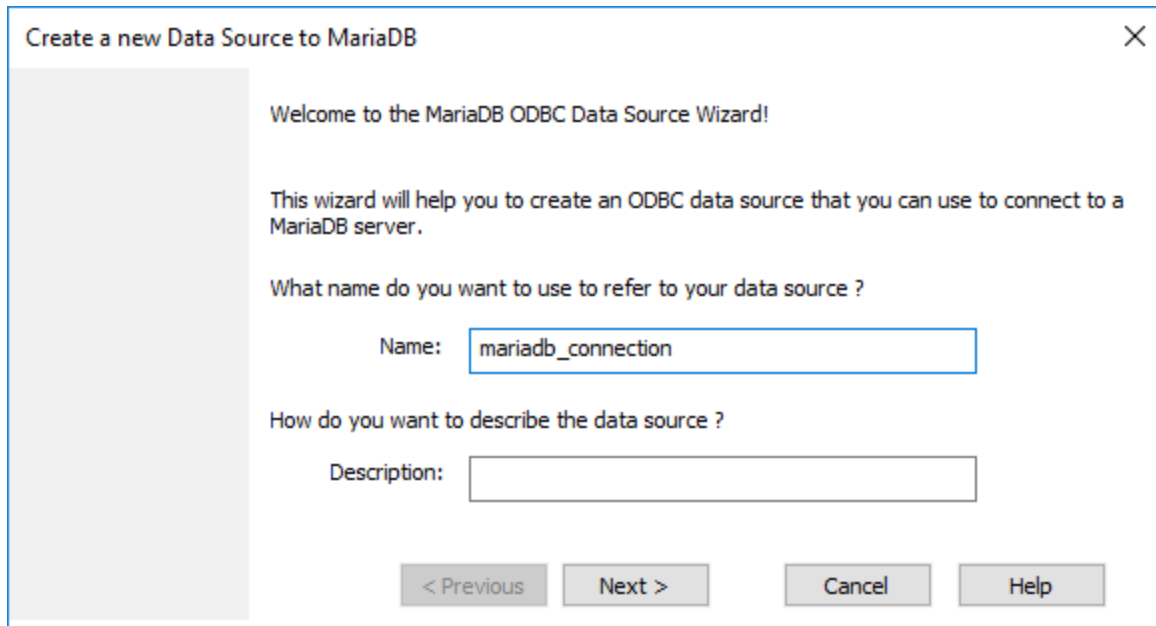 Create a new Data Source to MariaDB
Welcome to the MariaDB ODBC Data Source Wizard!
This wizard will help you to create an ODBC data source that you can use to connect to a
MariaDB server.
What name do you want to use to refer to your data source ?
Name: mariadb_connection
How do you want to describe the data source ?
Description:
< Previous Next > Cancel Help